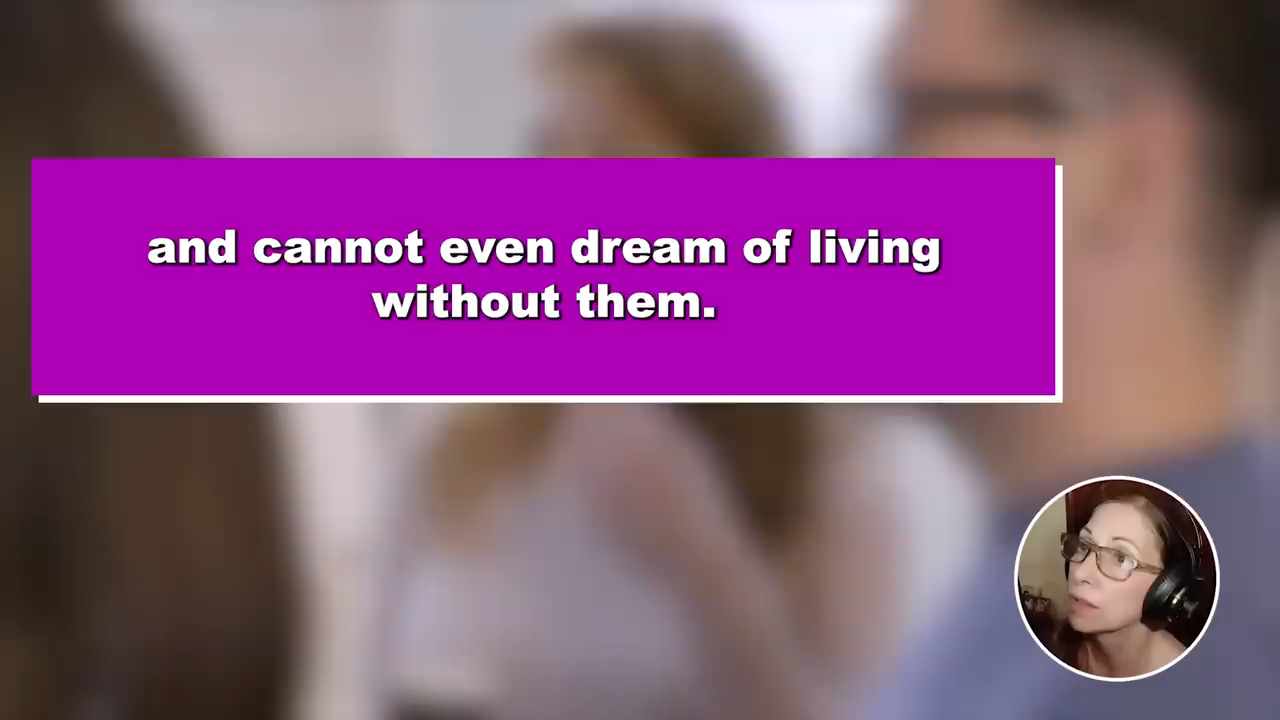 and cannot even dream of living
without them.